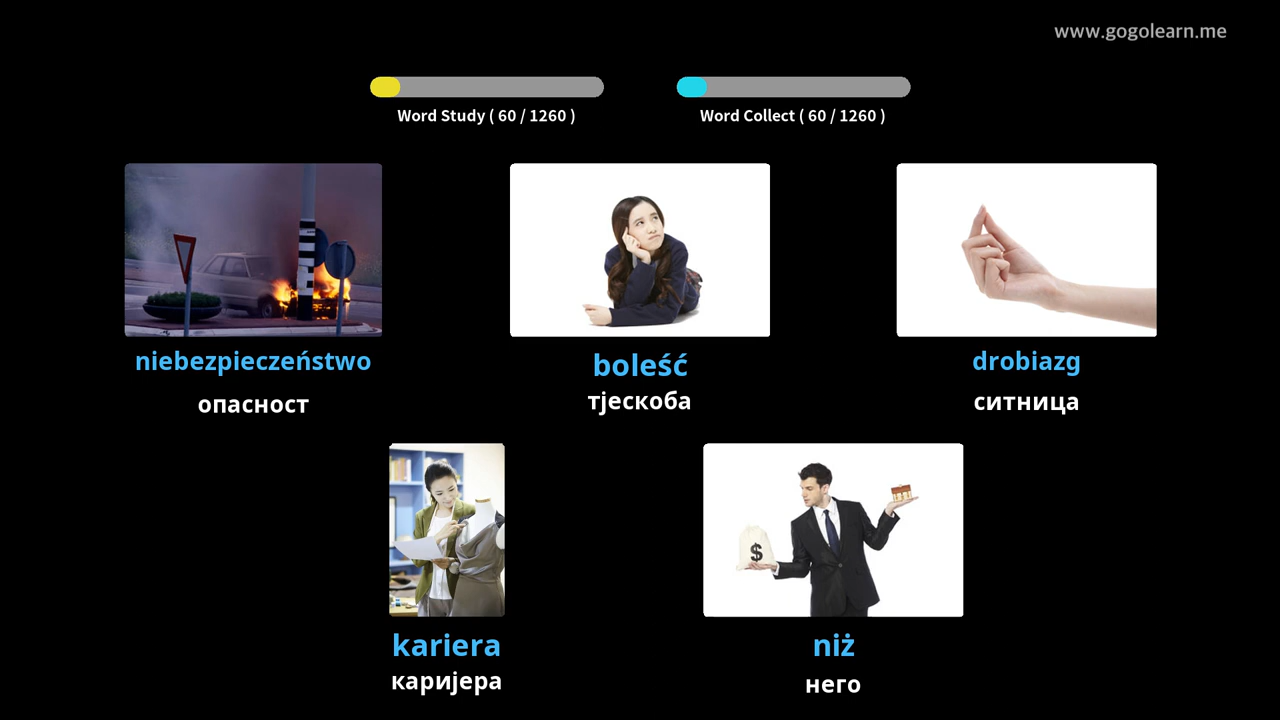 www.gogolearn.me
Word Study ( 60 / 1260 )
Word Collect ( 60 / 1260 )
niebezpieczeństwo
опасност
boleść
тјескоба
drobiazg
ситница
$
kariera
каријера
niż
него